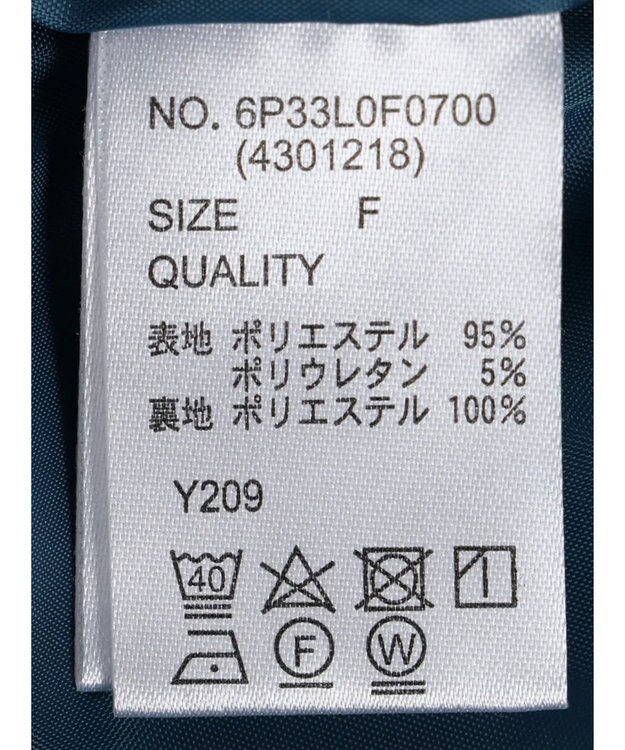 NO. 6P33L0F0700
(4301218)
SIZE F
QUALITY
表地 ポリエステル 95%
ポリウレタン 5%
裏地 ポリエステル 100%
Y209
40
F W